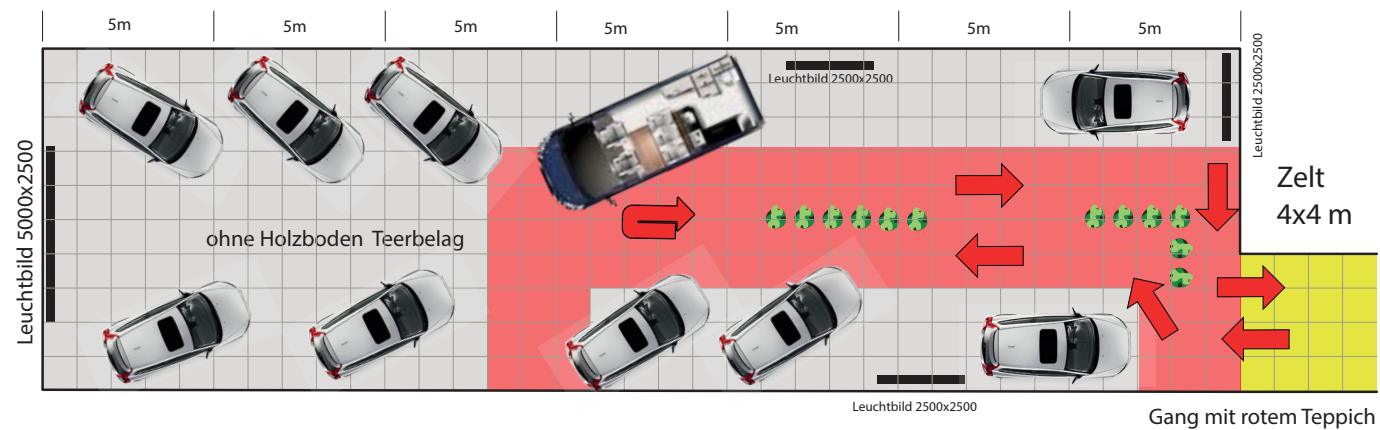 5m
5m
5m
5m
5m
5m
5m
Leuchtbild 2500x2500
Leuchtbild 2500x2500
Leuchtbild 5000x2500
Zelt
4x4 m
ohne Holzboden Teerbelag
Leuchtbild 2500x2500
Gang mit rotem Teppich